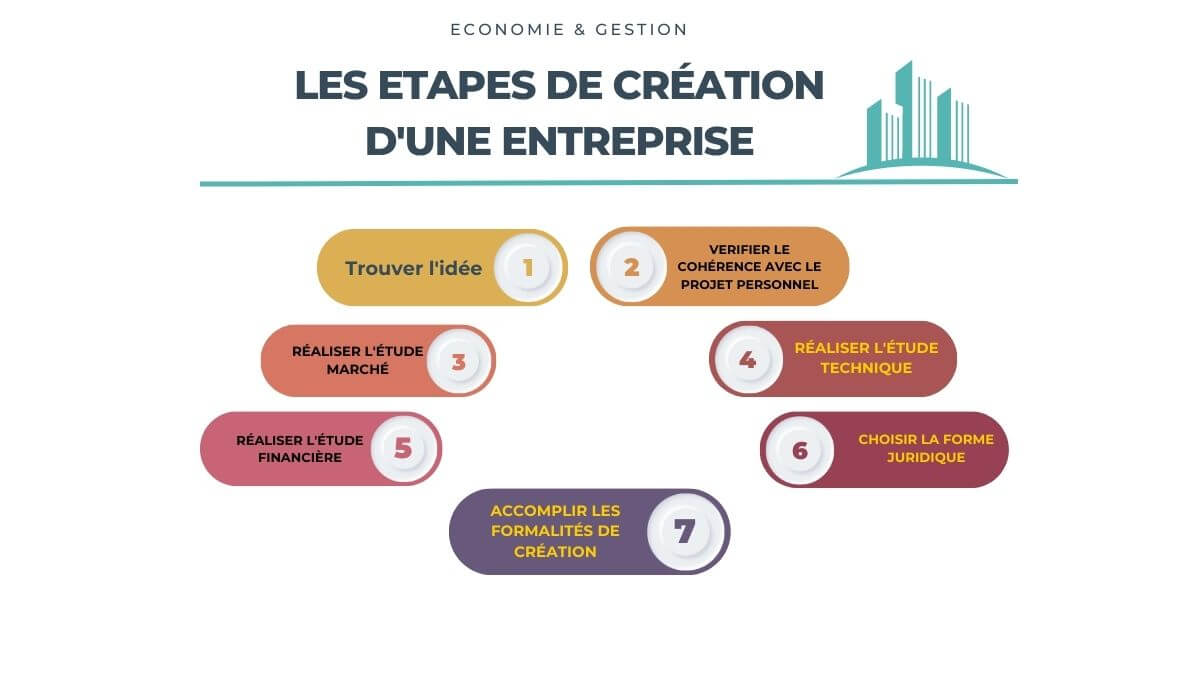 ECONOMIE & GESTION
LES ETAPES DE CRÉATION
D'UNE ENTREPRISE
Trouver l'idée
1
2
VERIFIER LE
COHÉRENCE AVEC LE
PROJET PERSONNEL
RÉALISER L'ÉTUDE
MARCHÉ
3
4
RÉALISER L'ÉTUDE
TECHNIQUE
RÉALISER L'ÉTUDE
FINANCIÈRE
5
6
CHOISIR LA FORME
JURIDIQUE
ACCOMPLIR LES
FORMALITÉS DE
CRÉATION
7